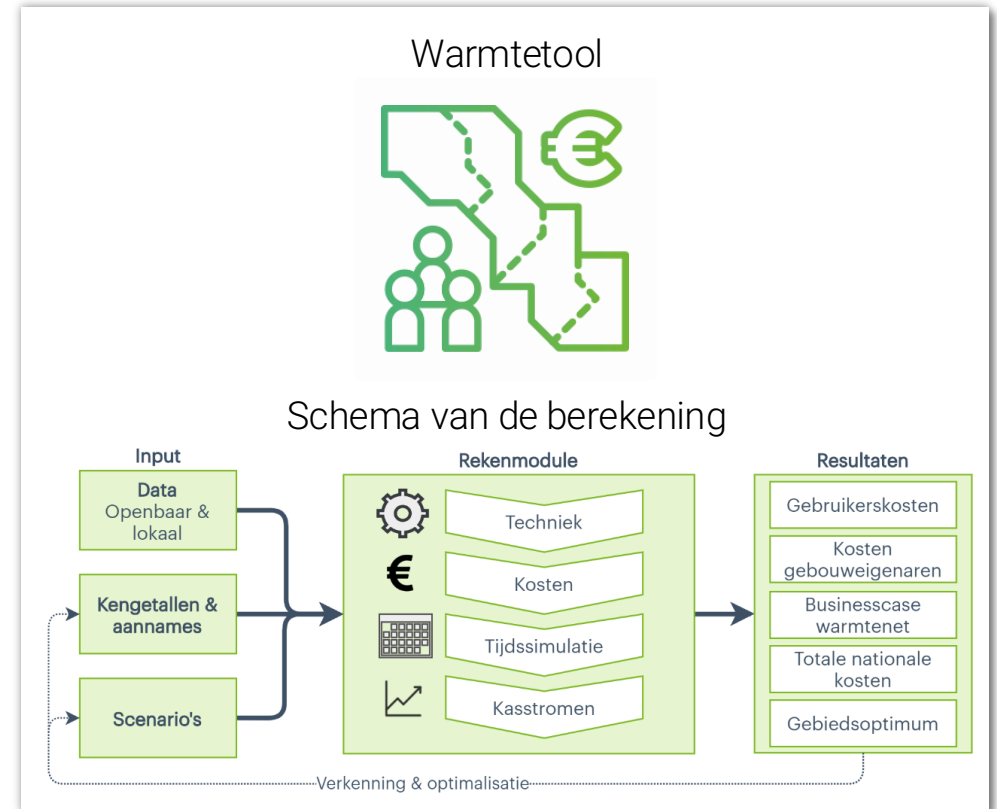 Warmtetool
Schema van de berekening
Input
Data
Openbaar &
lokaal
Kengetallen &
aannames
Scenario's
Rekenmodule
€
Techniek
Kosten
Tijdssimulatie
Kasstromen
Resultaten
Gebruikerskosten
Kosten
gebouweigenaren
Businesscase
warmtenet
Totale nationale
kosten
Gebiedsoptimum
Verkenning & optimalisatie